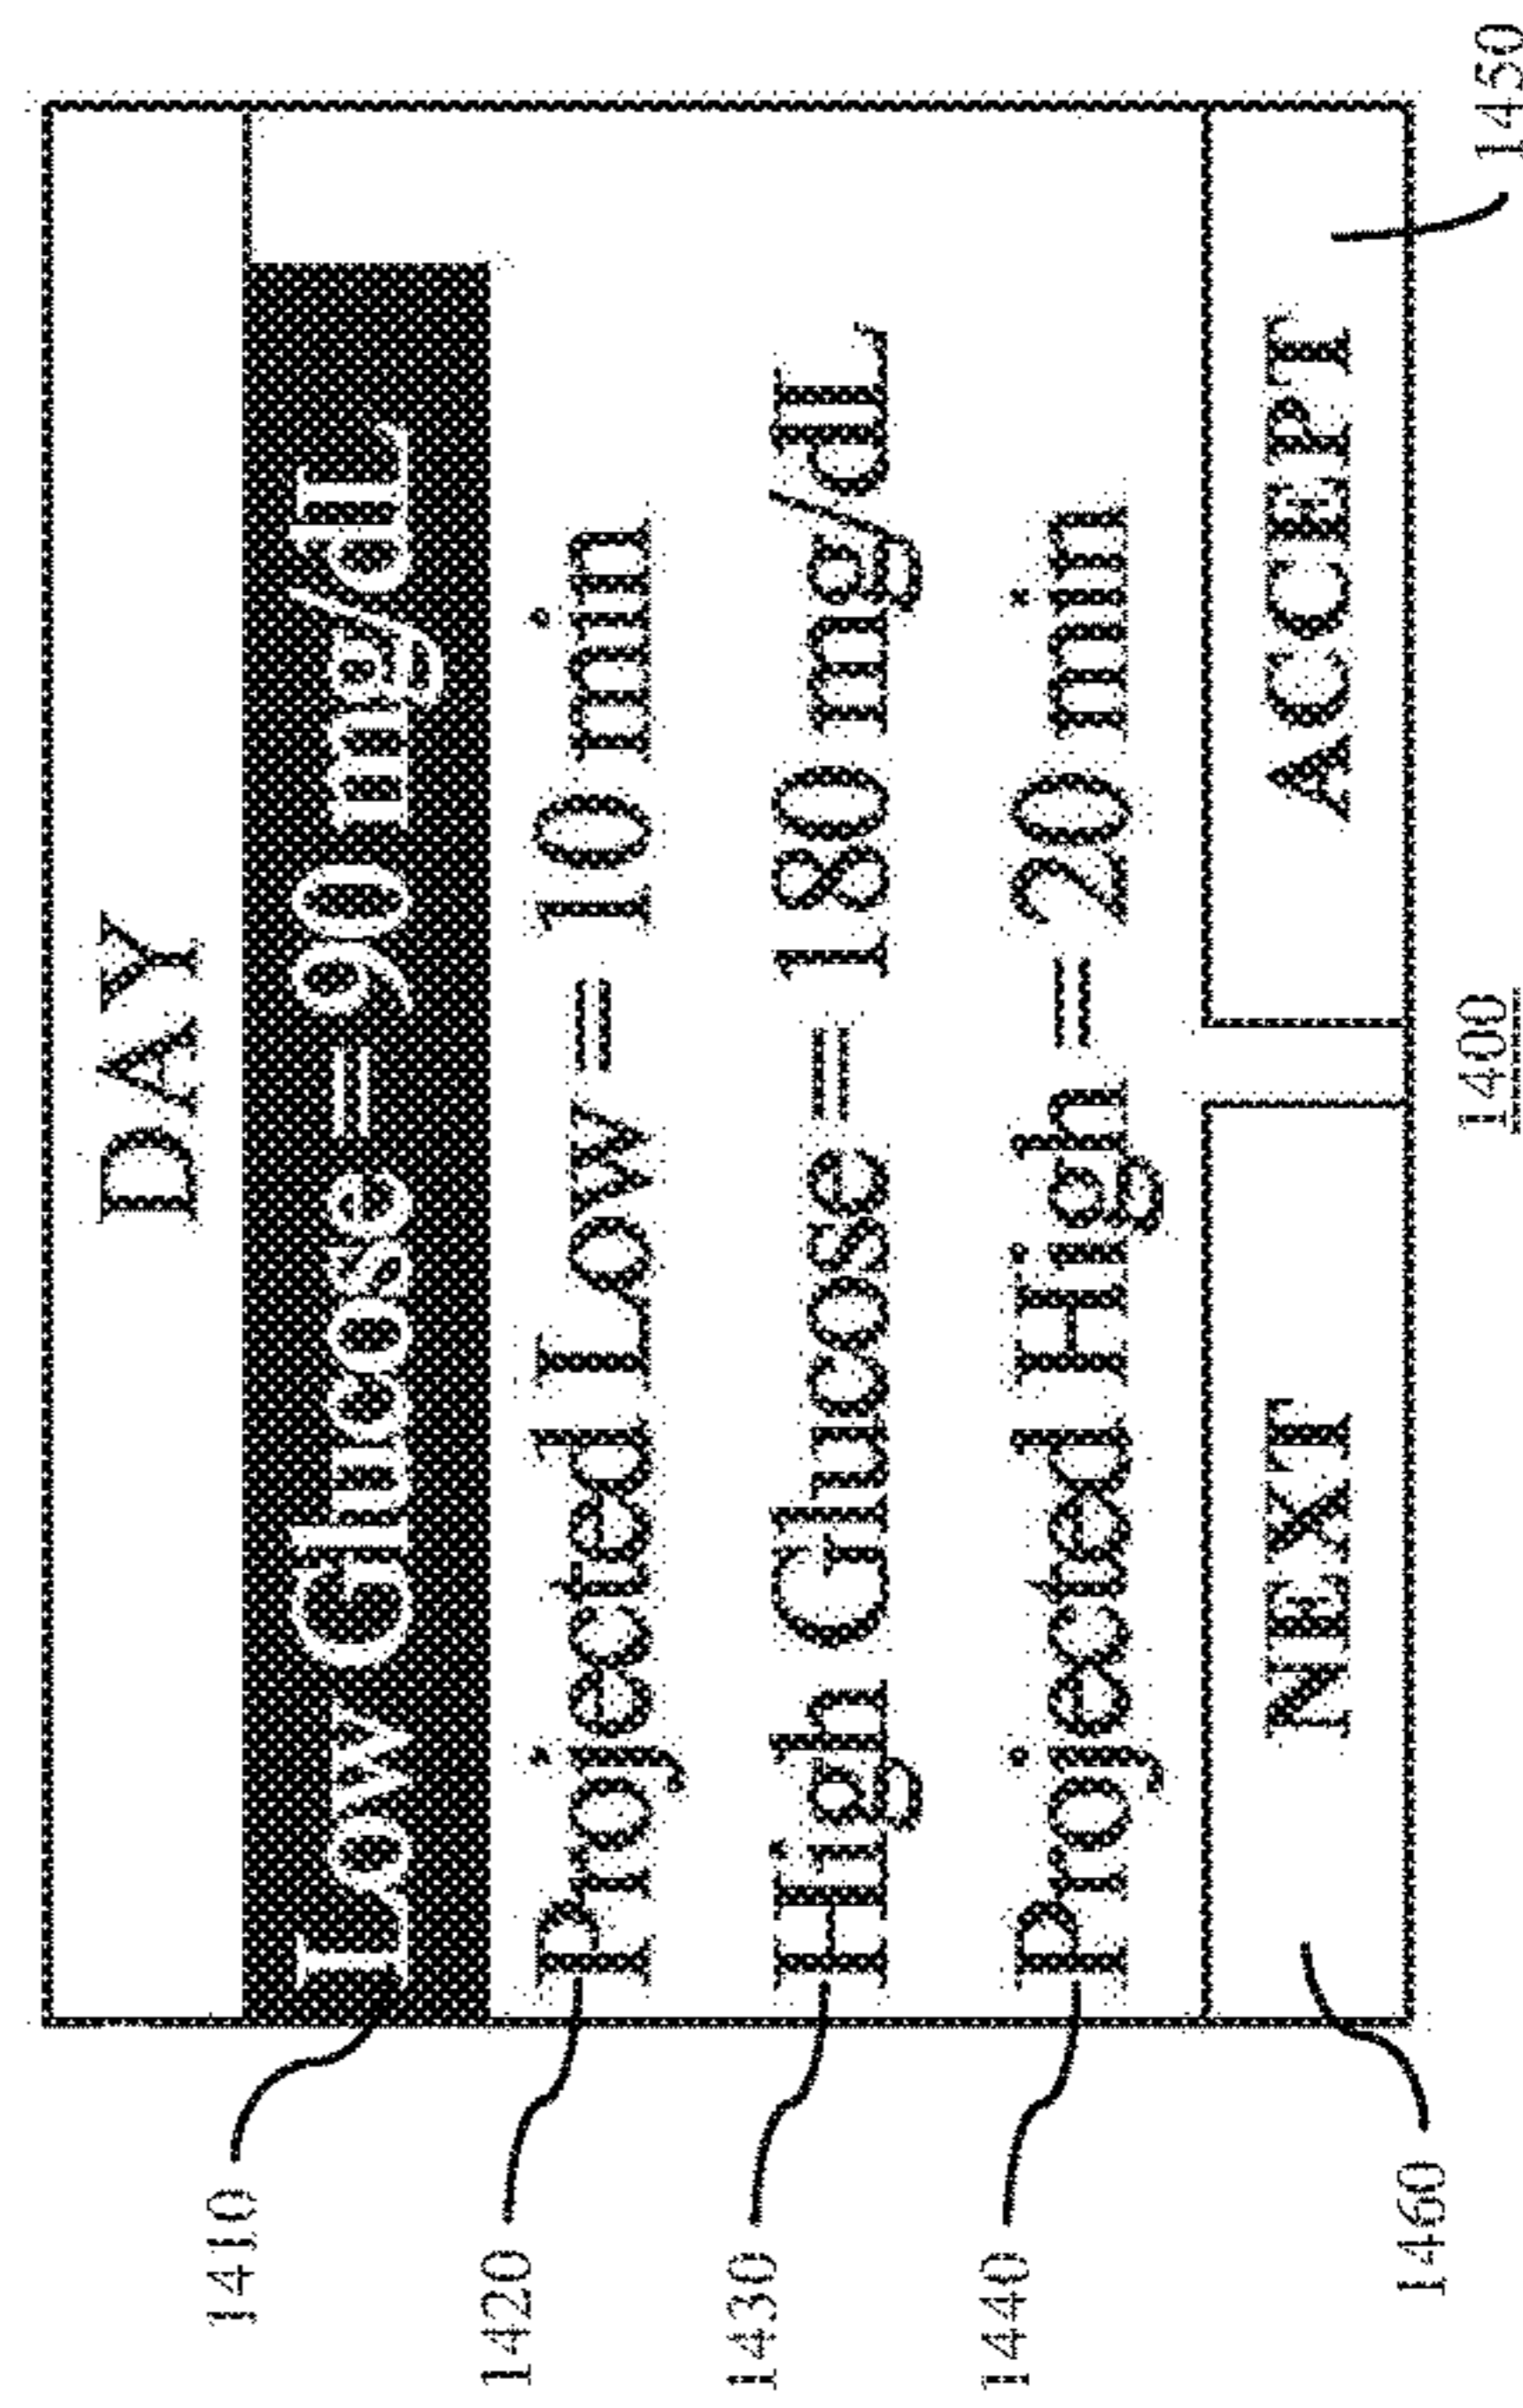 DAY
1410 Low Glucose = 90 mg/dL
1420 Projected Low = 10 min
1430 High Glucose = 180 mg/dL
1440 Projected High = 20 min
1460 NEXT ACCEPT 1450
1400